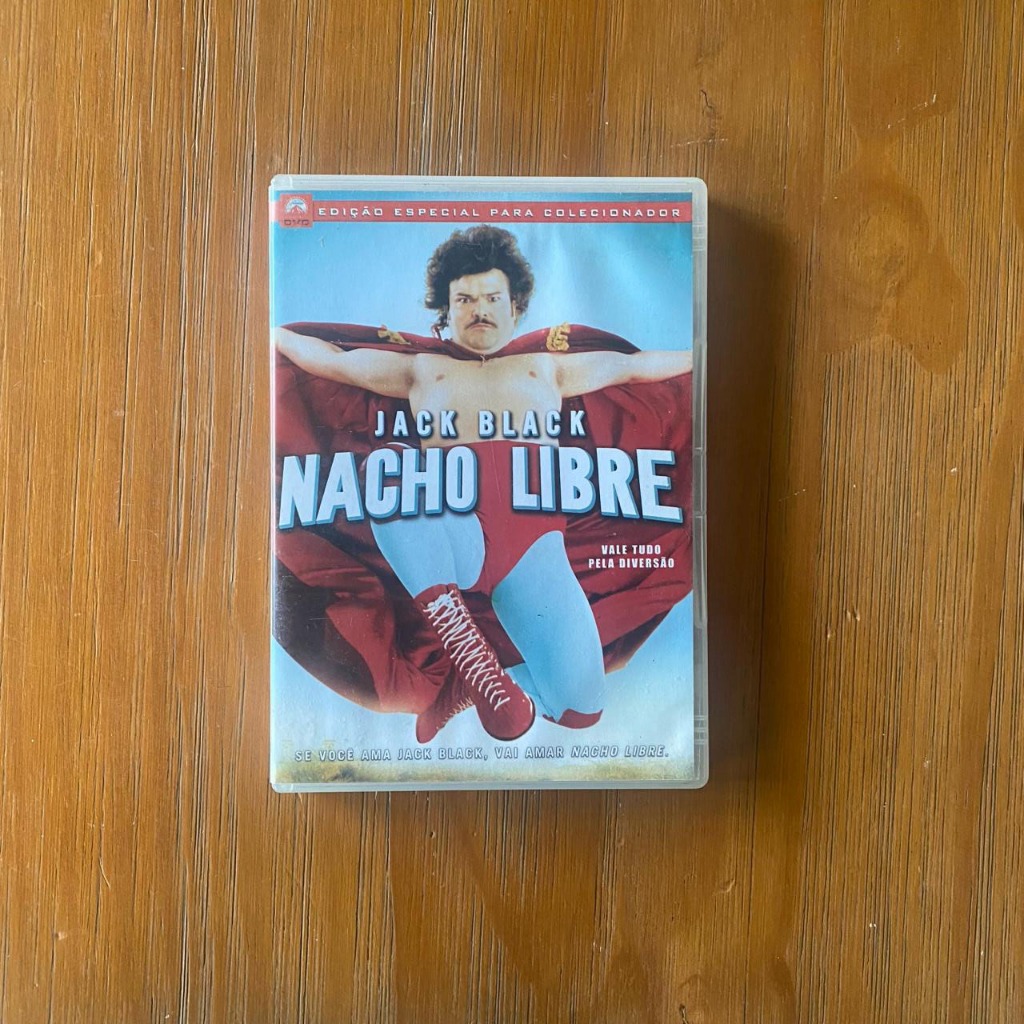 DVD
EDIÇÃO ESPECIAL PARA COLECIONADOR
JACK BLACK
NACHO LIBRE
VALE TUDO
PELA DIVERSÃO
SE VOCÊ AMA JACK BLACK, VAI AMAR NACHO LIBRE.